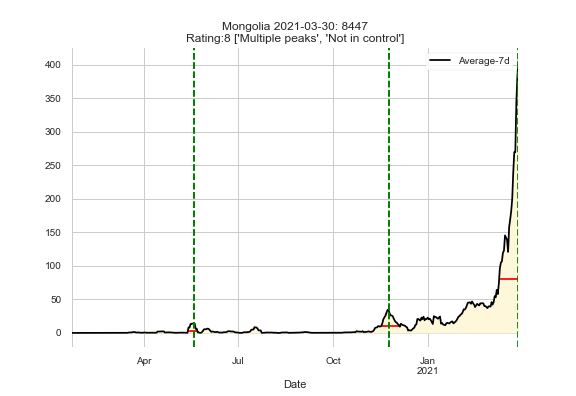 Mongolia 2021-03-30: 8447
Rating:8 ['Multiple peaks', 'Not in control']
Average-7d
400
350
300
250
200
150
100
50
0
Apr
Jul
Oct
Jan
2021
Date